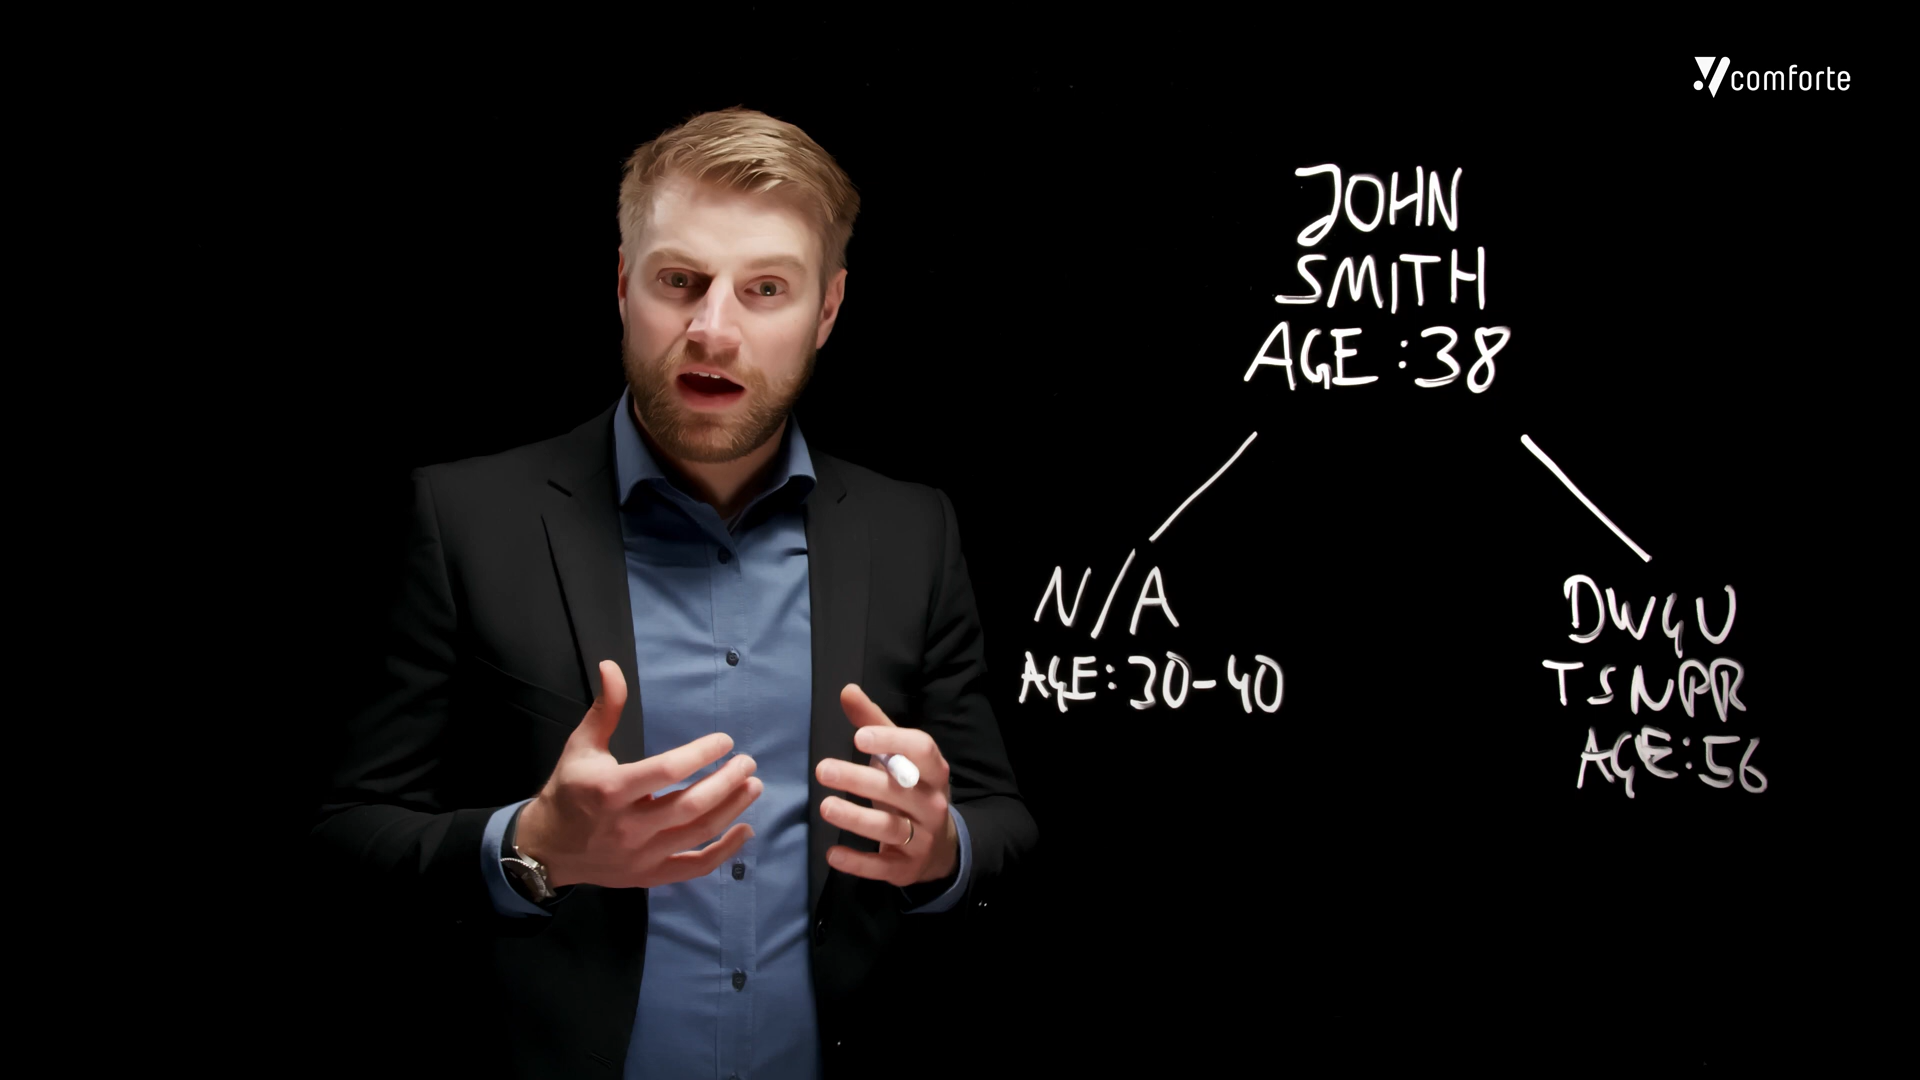 comforte
JOHN
SMITH
AGE:38
N/A
AGE:30-40
DWGU
TSNPR
AGE:56